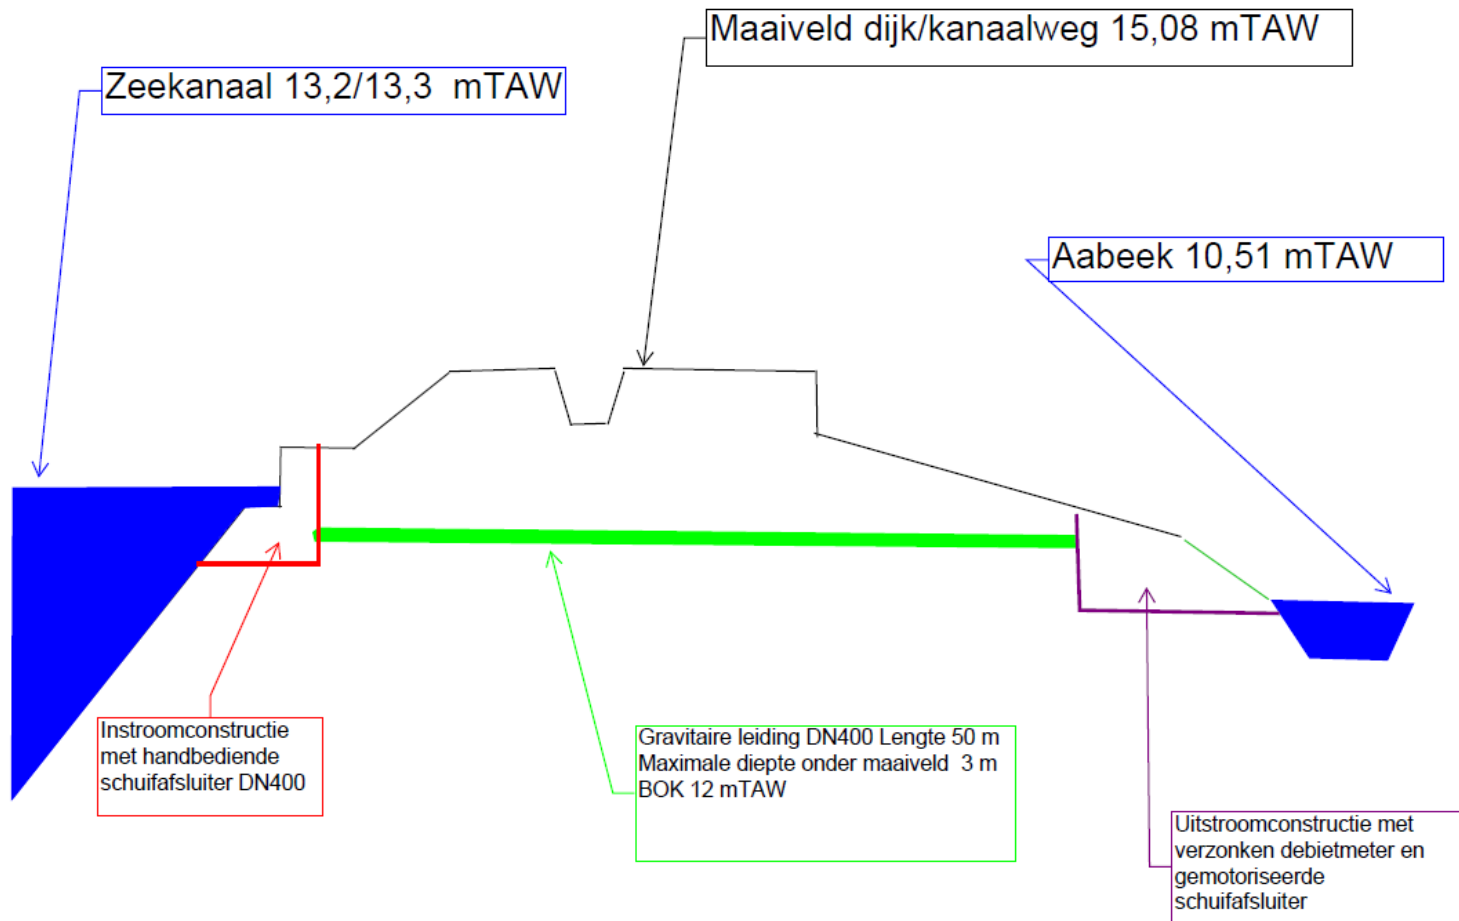 Maaiveld dijk/kanaalweg 15,08 mTAW
Zeekanaal 13,2/13,3 mTAW
Aabeek 10,51 mTAW
Instroomconstructie
met handbediende
schuifafsluiter DN400
Gravitaire leiding DN400 Lengte 50 m
Maximale diepte onder maaiveld 3 m
BOK 12 mTAW
Uitstroomconstructie met
verzonken debietmeter en
gemotoriseerde
schuifafsluiter